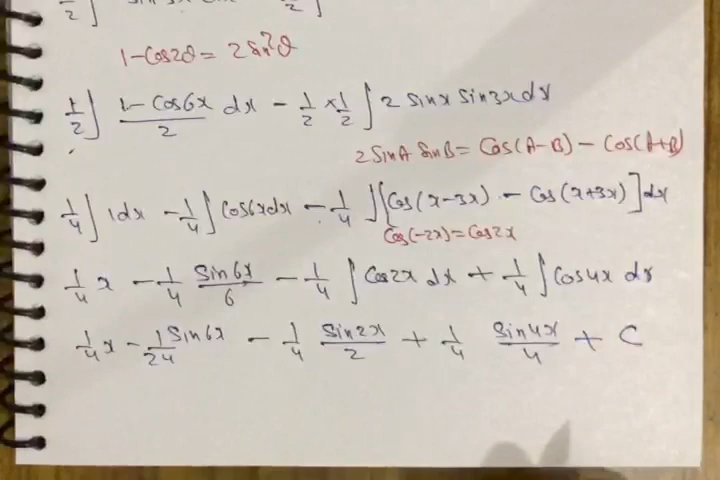 1-Cos2θ = 2 Sin²θ
1/2 ∫ 1-Cos6x/2 dx - 1/2 × 1/2 ∫ 2 sinx sin3x dx
2 SinA SinB = Cos(A-B) - Cos(A+B)
1/4 ∫ 1dx - 1/4 ∫ Cos6x dx - 1/4 ∫ [Cos(x-3x) - Cos(x+3x)] dx
Cos(-2x) = Cos2x
1/4 x - 1/4 Sin6x/6 - 1/4 ∫ Cos2x dx + 1/4 ∫ Cos4x dx
1/4 x - 1/24 Sin6x - 1/4 Sin2x/2 + 1/4 Sin4x/4 + C